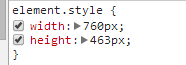 element.style {
width: 760px;
height: 463px;
}